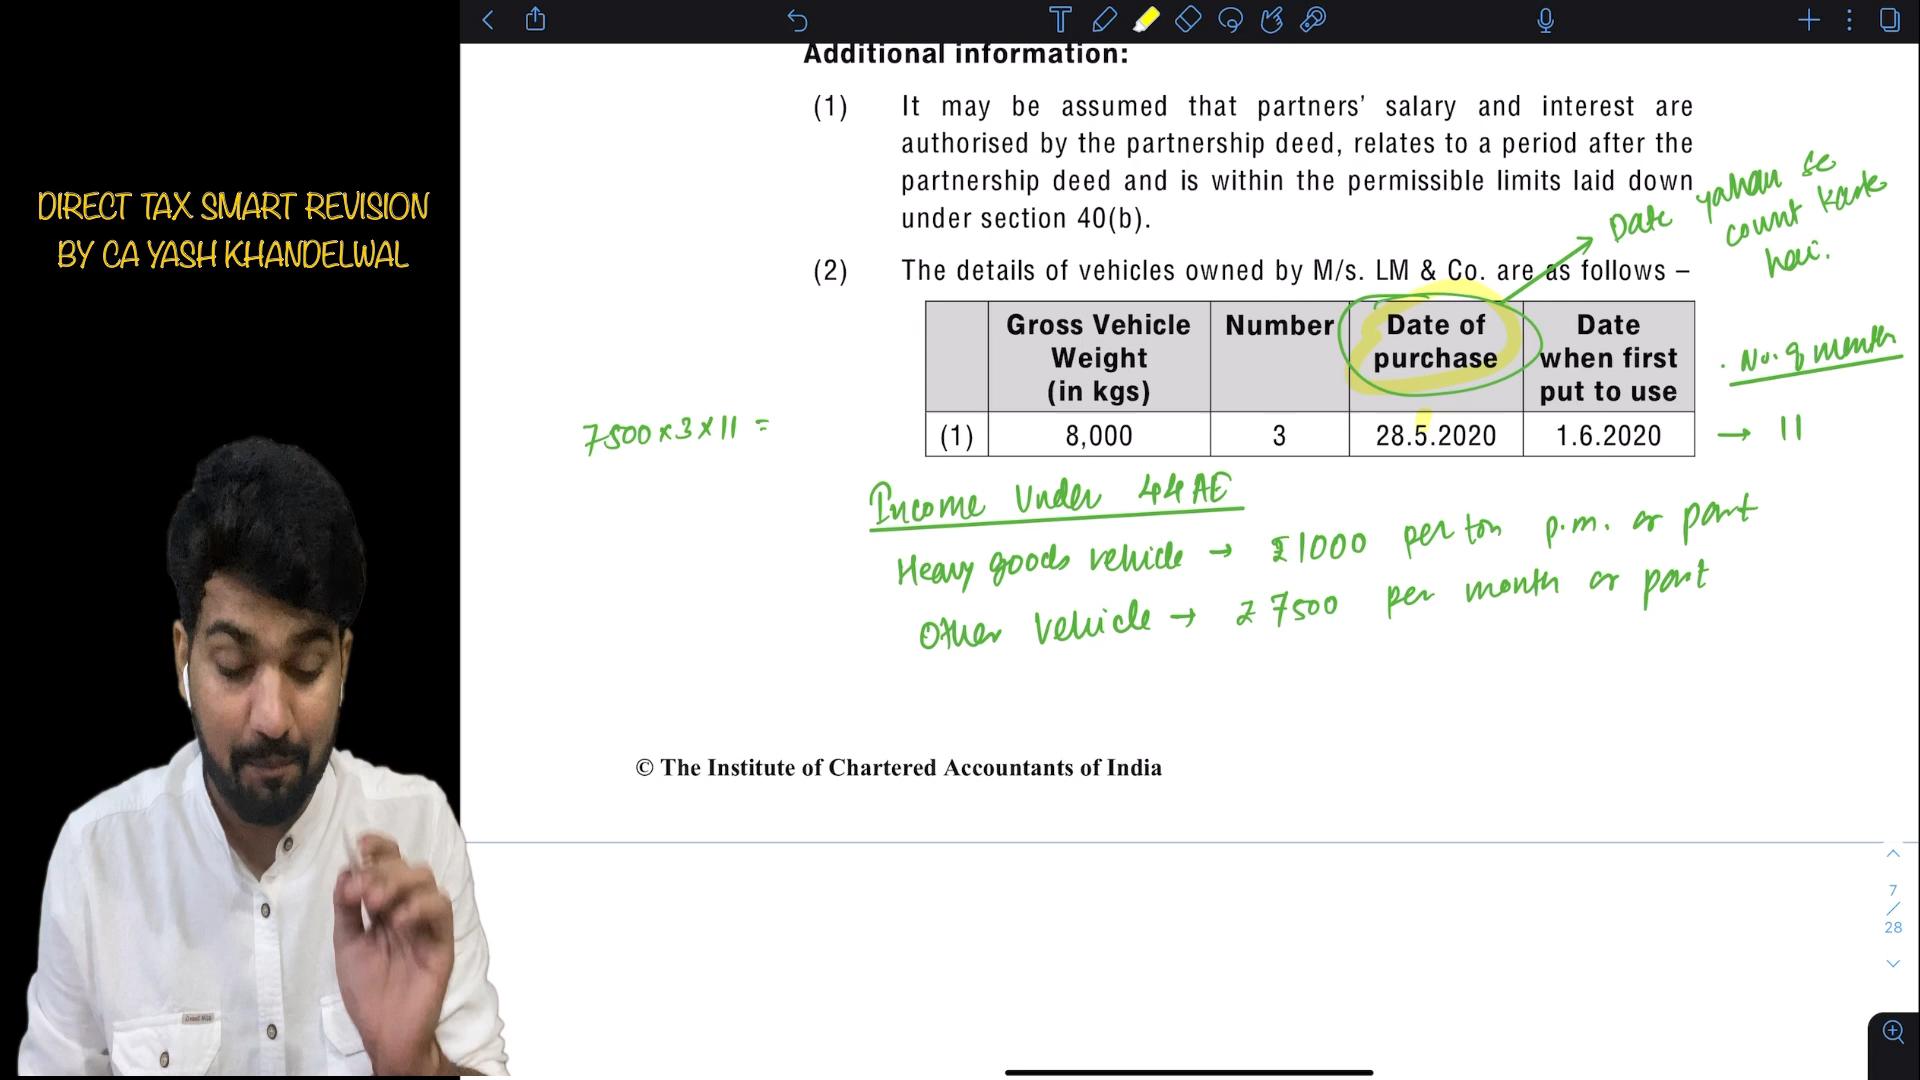 DIRECT TAX SMART REVISION
BY CA YASH KHANDELWAL
Additional information:
(1) It may be assumed that partners' salary and interest are
authorised by the partnership deed, relates to a period after the
partnership deed and is within the permissible limits laid down
under section 40(b).
Date yahan se
count karte
hai.
(2) The details of vehicles owned by M/s. LM & Co. are as follows –
Gross Vehicle Weight (in kgs) Number Date of purchase Date when first put to use
. No. of month
7500 x 3 x 11 =
(1) 8,000 3 28.5.2020 1.6.2020 → 11
Income Under 44AE
Heavy goods vehicle → ₹1000 per ton p.m. or part
Other Vehicle → ₹ 7500 per month or part
© The Institute of Chartered Accountants of India
7
/
28